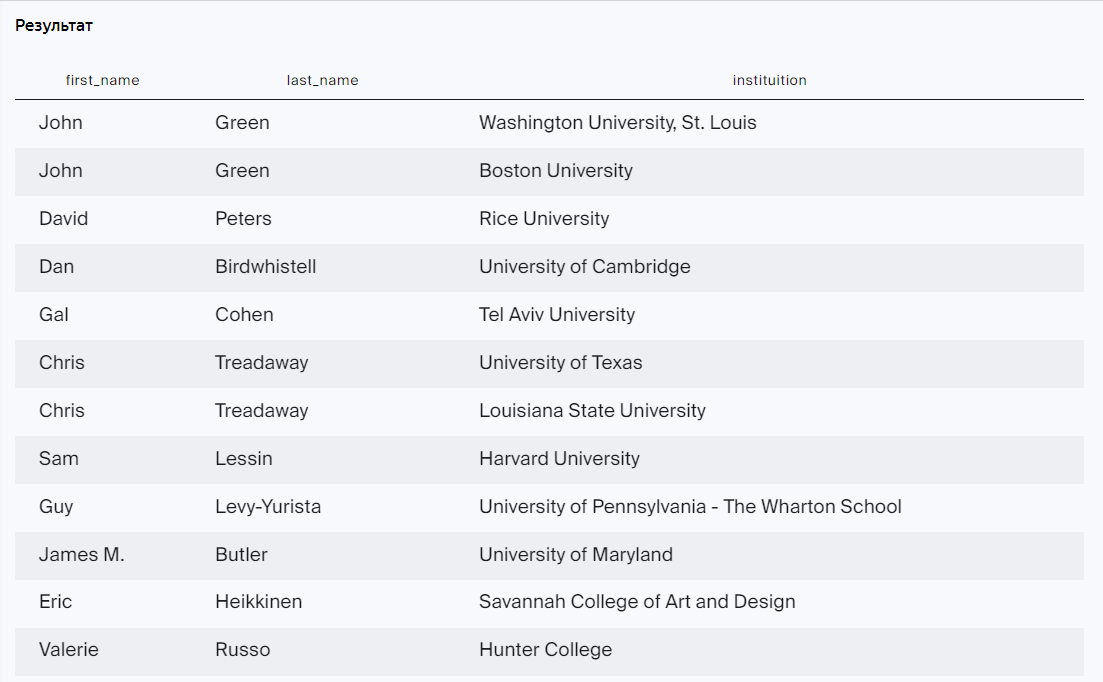 Результат
first_name last_name instituition
John Green Washington University, St. Louis
John Green Boston University
David Peters Rice University
Dan Birdwhistell University of Cambridge
Gal Cohen Tel Aviv University
Chris Treadaway University of Texas
Chris Treadaway Louisiana State University
Sam Lessin Harvard University
Guy Levy-Yurista University of Pennsylvania - The Wharton School
James M. Butler University of Maryland
Eric Heikkinen Savannah College of Art and Design
Valerie Russo Hunter College